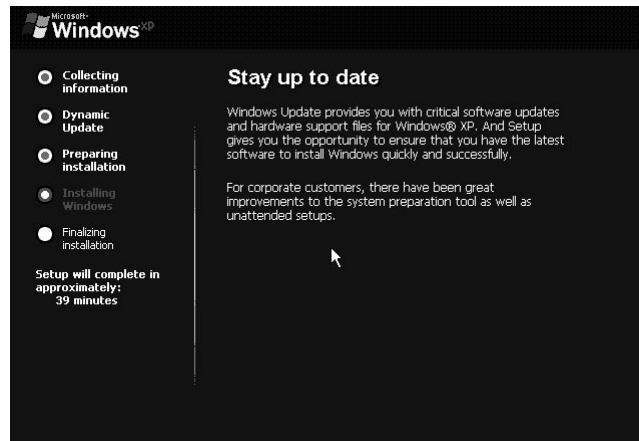 Microsoft®
Windows xp
Collecting
information
Dynamic
Update
Preparing
installation
Installing
Windows
Finalizing
installation
Setup will complete in
approximately:
39 minutes
Stay up to date
Windows Update provides you with critical software updates
and hardware support files for Windows® XP. And Setup
gives you the opportunity to ensure that you have the latest
software to install Windows quickly and successfully.
For corporate customers, there have been great
improvements to the system preparation tool as well as
unattended setups.